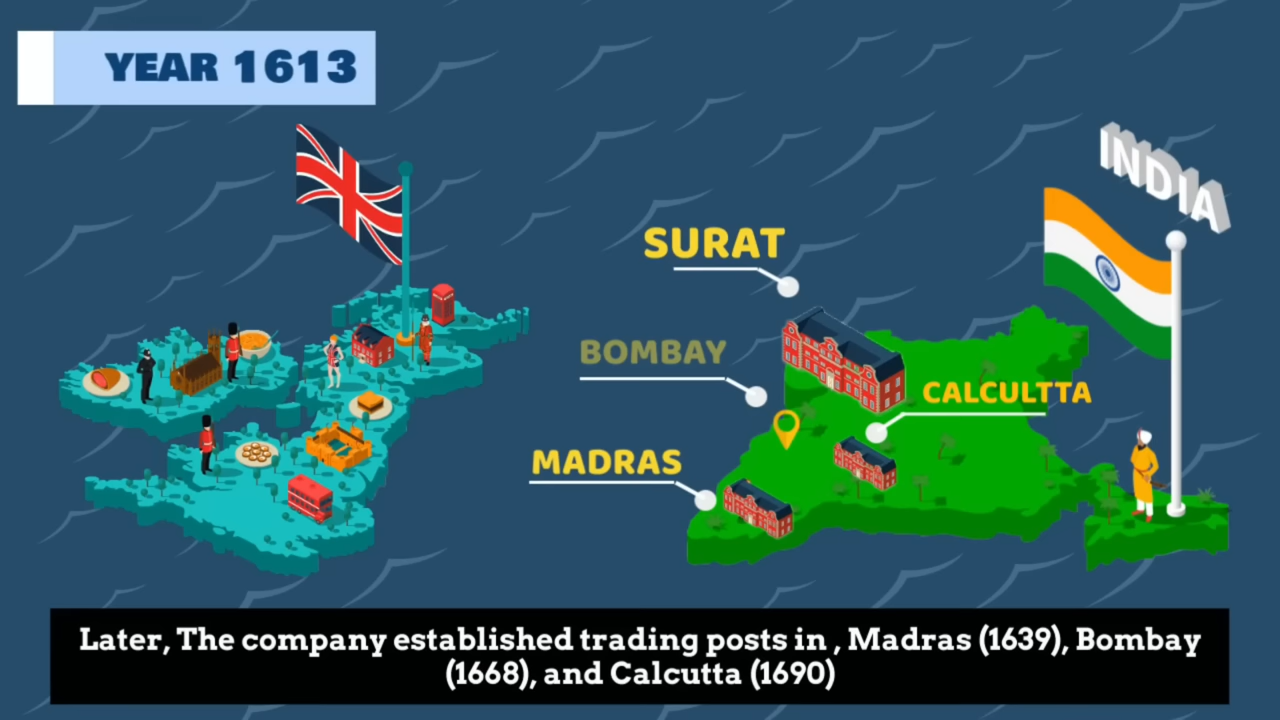 YEAR 1613
INDIA
SURAT
BOMBAY
CALCULTTA
MADRAS
Later, The company established trading posts in , Madras (1639), Bombay
(1668), and Calcutta (1690)